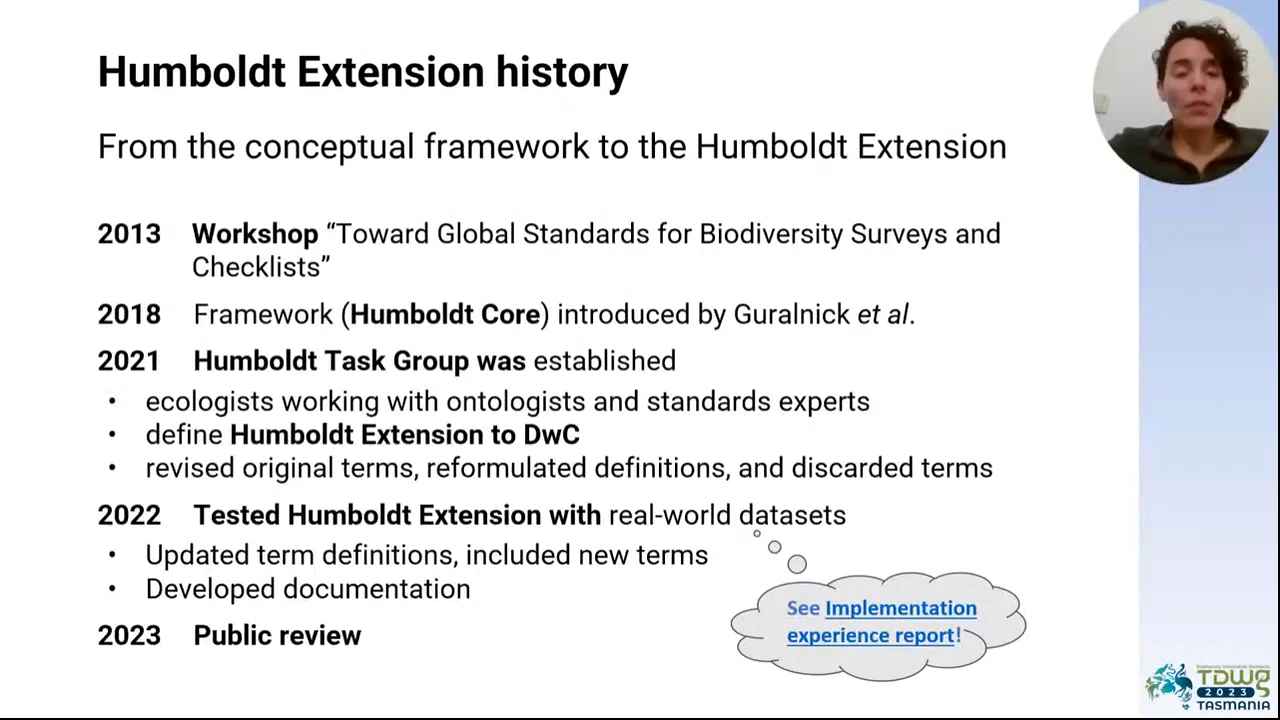 Humboldt Extension history
From the conceptual framework to the Humboldt Extension
2013 Workshop “Toward Global Standards for Biodiversity Surveys and
Checklists”
2018 Framework (Humboldt Core) introduced by Guralnick et al.
2021 Humboldt Task Group was established
• ecologists working with ontologists and standards experts
• define Humboldt Extension to DwC
• revised original terms, reformulated definitions, and discarded terms
2022 Tested Humboldt Extension with real-world datasets
• Updated term definitions, included new terms
• Developed documentation
See Implementation
experience report!
2023 Public review
Biodiversity Information Standards
TDWG
2023
TASMANIA